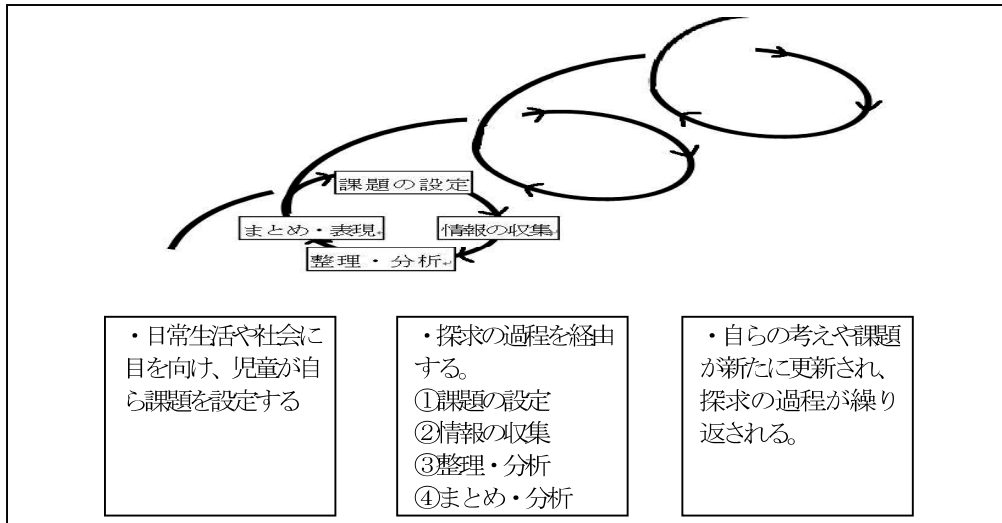 課題の設定
まとめ・表現
情報の収集
整理・分析
・日常生活や社会に
目を向け、児童が自
ら課題を設定する
・探求の過程を経由
する。
①課題の設定
②情報の収集
③整理・分析
④まとめ・分析
・自らの考えや課題
が新たに更新され、
探求の過程が繰り
返される。